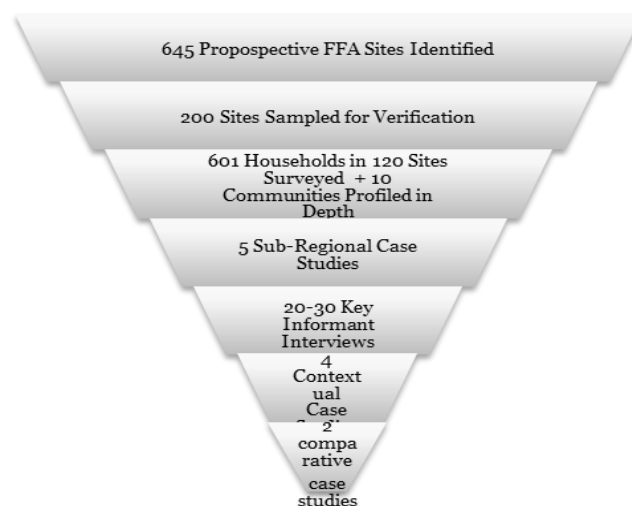 645 Propospective FFA Sites Identified
200 Sites Sampled for Verification
601 Households in 120 Sites
Surveyed + 10
Communities Profiled in
Depth
5 Sub-Regional Case
Studies
20-30 Key
Informant
Interviews
4
Context
ual
Case
2
compa
rative
case
studies